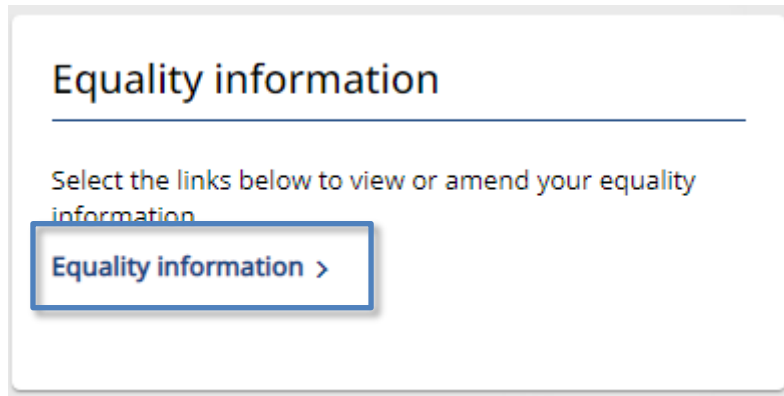 Equality information
Select the links below to view or amend your equality
information
Equality information >